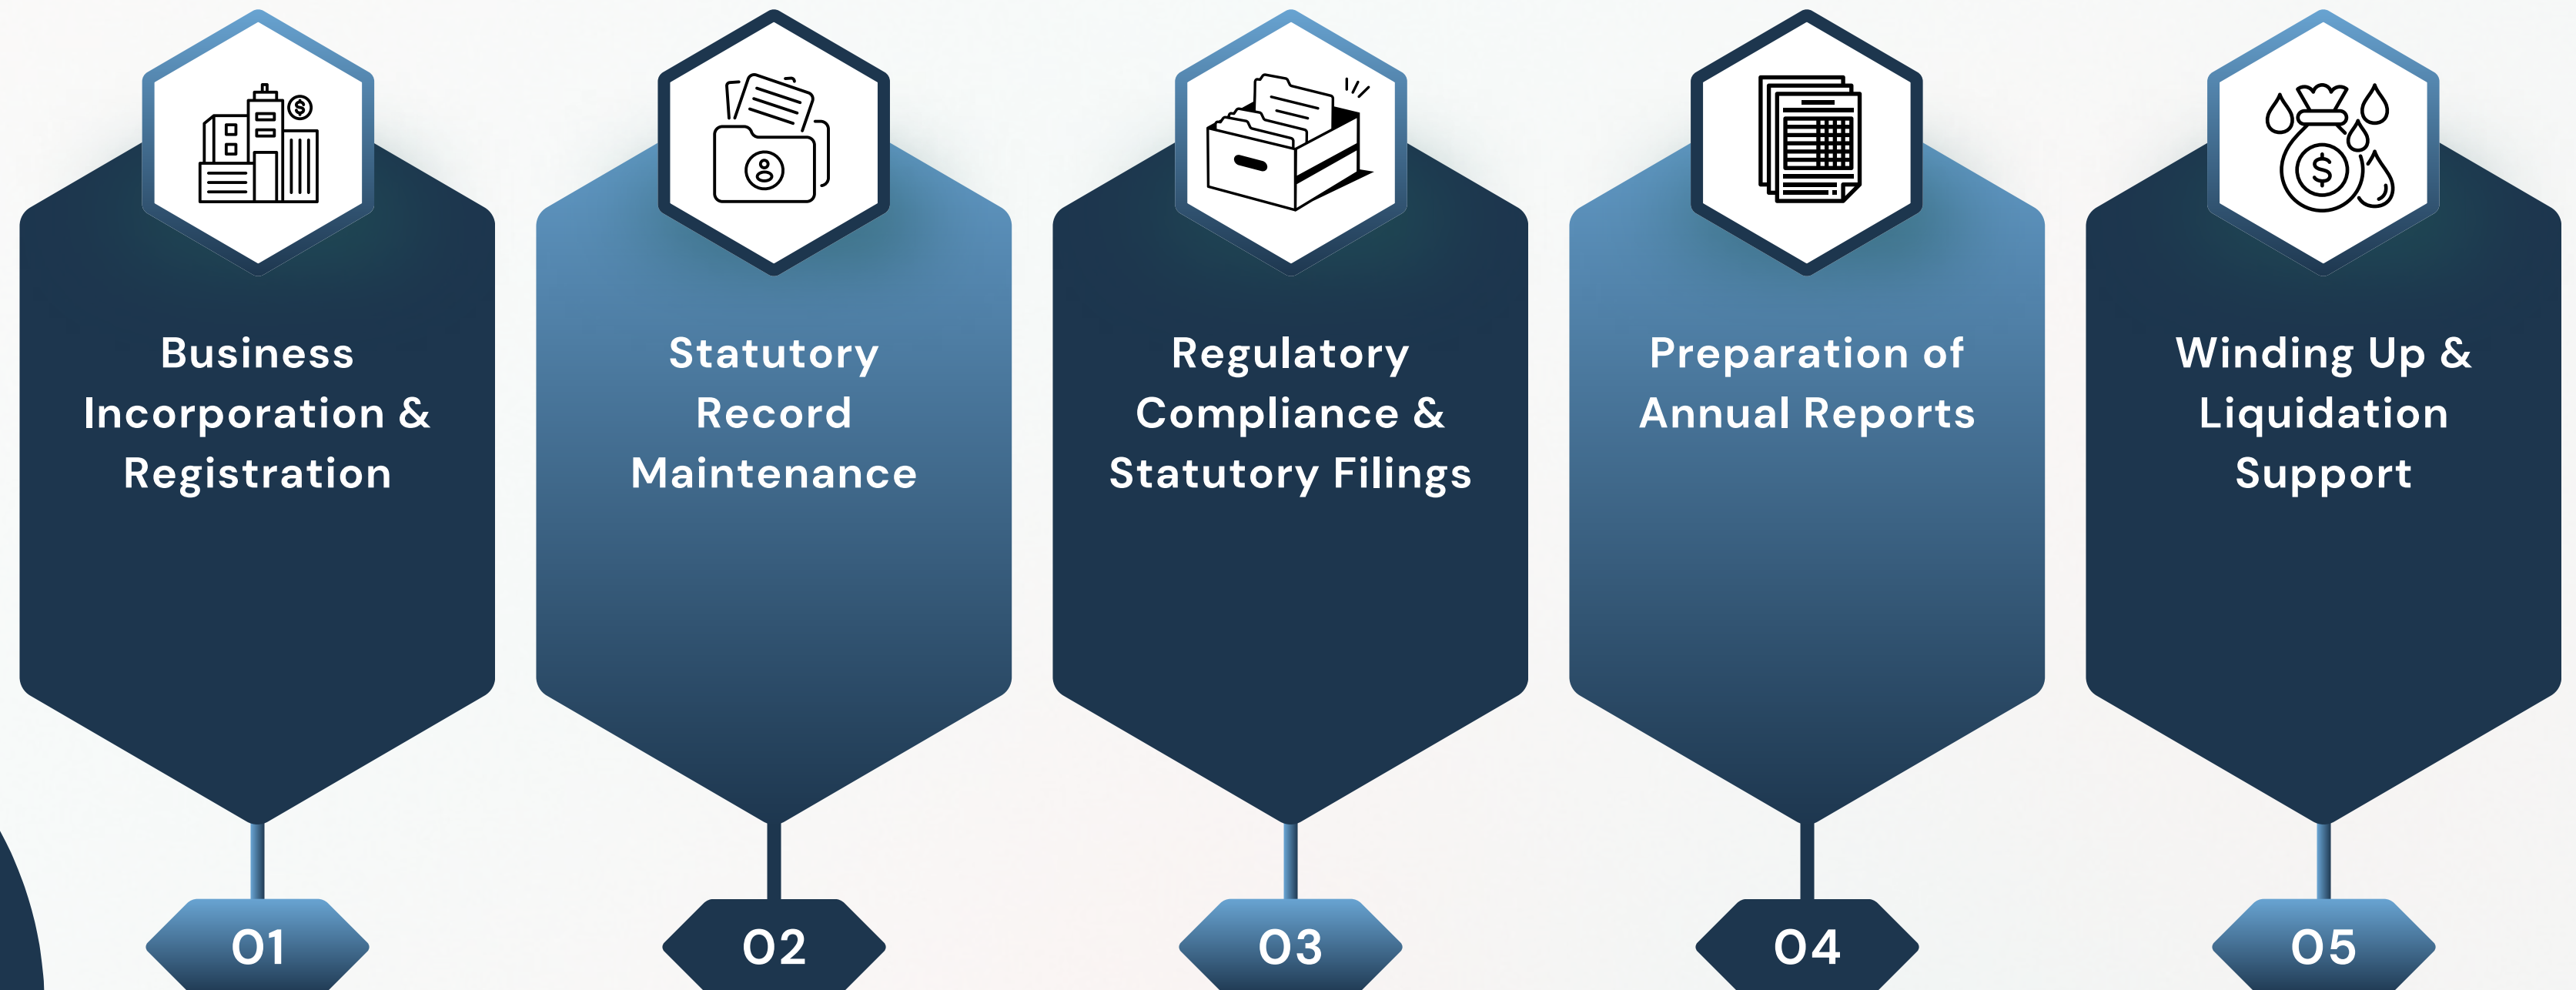 Business
Incorporation &
Registration
01
Statutory
Record
Maintenance
02
Regulatory
Compliance &
Statutory Filings
03
Preparation of
Annual Reports
04
Winding Up &
Liquidation
Support
05